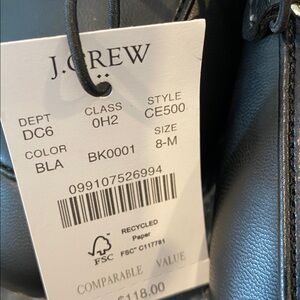 J.CREW
DEPT CLASS STYLE
DC6 0H2 CE500
COLOR SIZE
BLA BK0001 8-M
099107526994
RECYCLED
Paper
FSC® C117781
FSC
COMPARABLE VALUE
$118.00